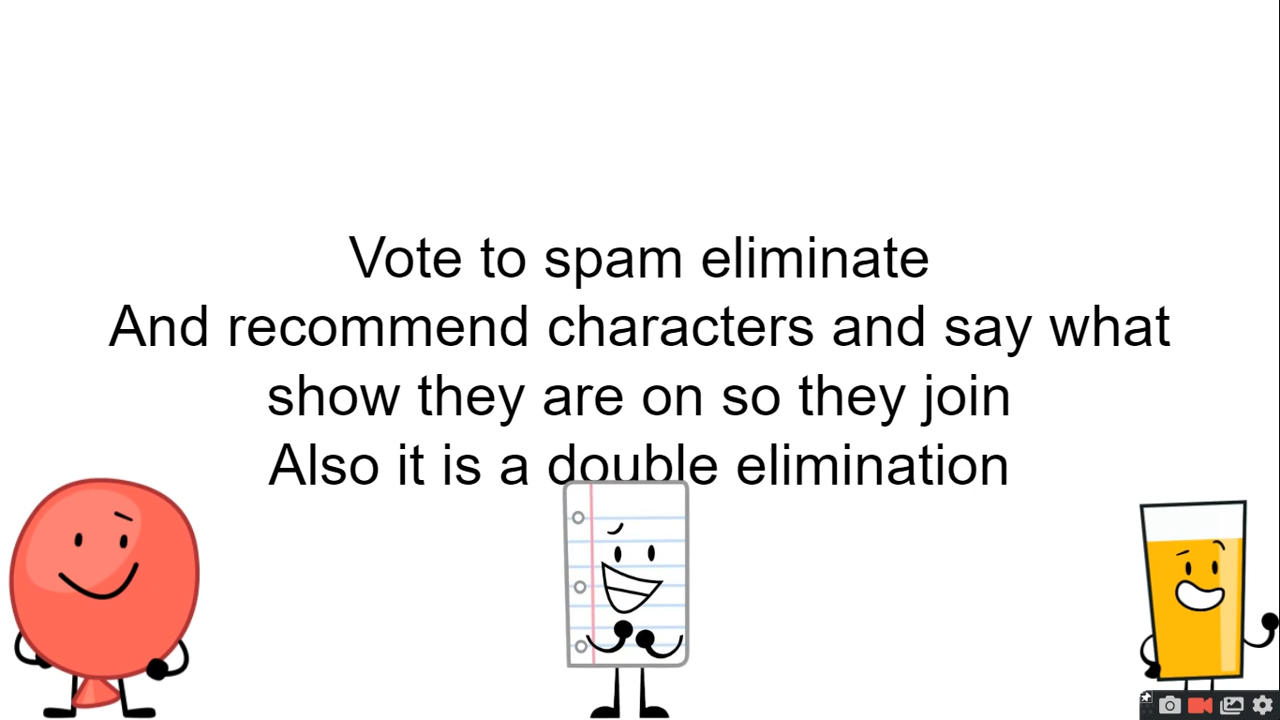 Vote to spam eliminate
And recommend characters and say what
show they are on so they join
Also it is a double elimination